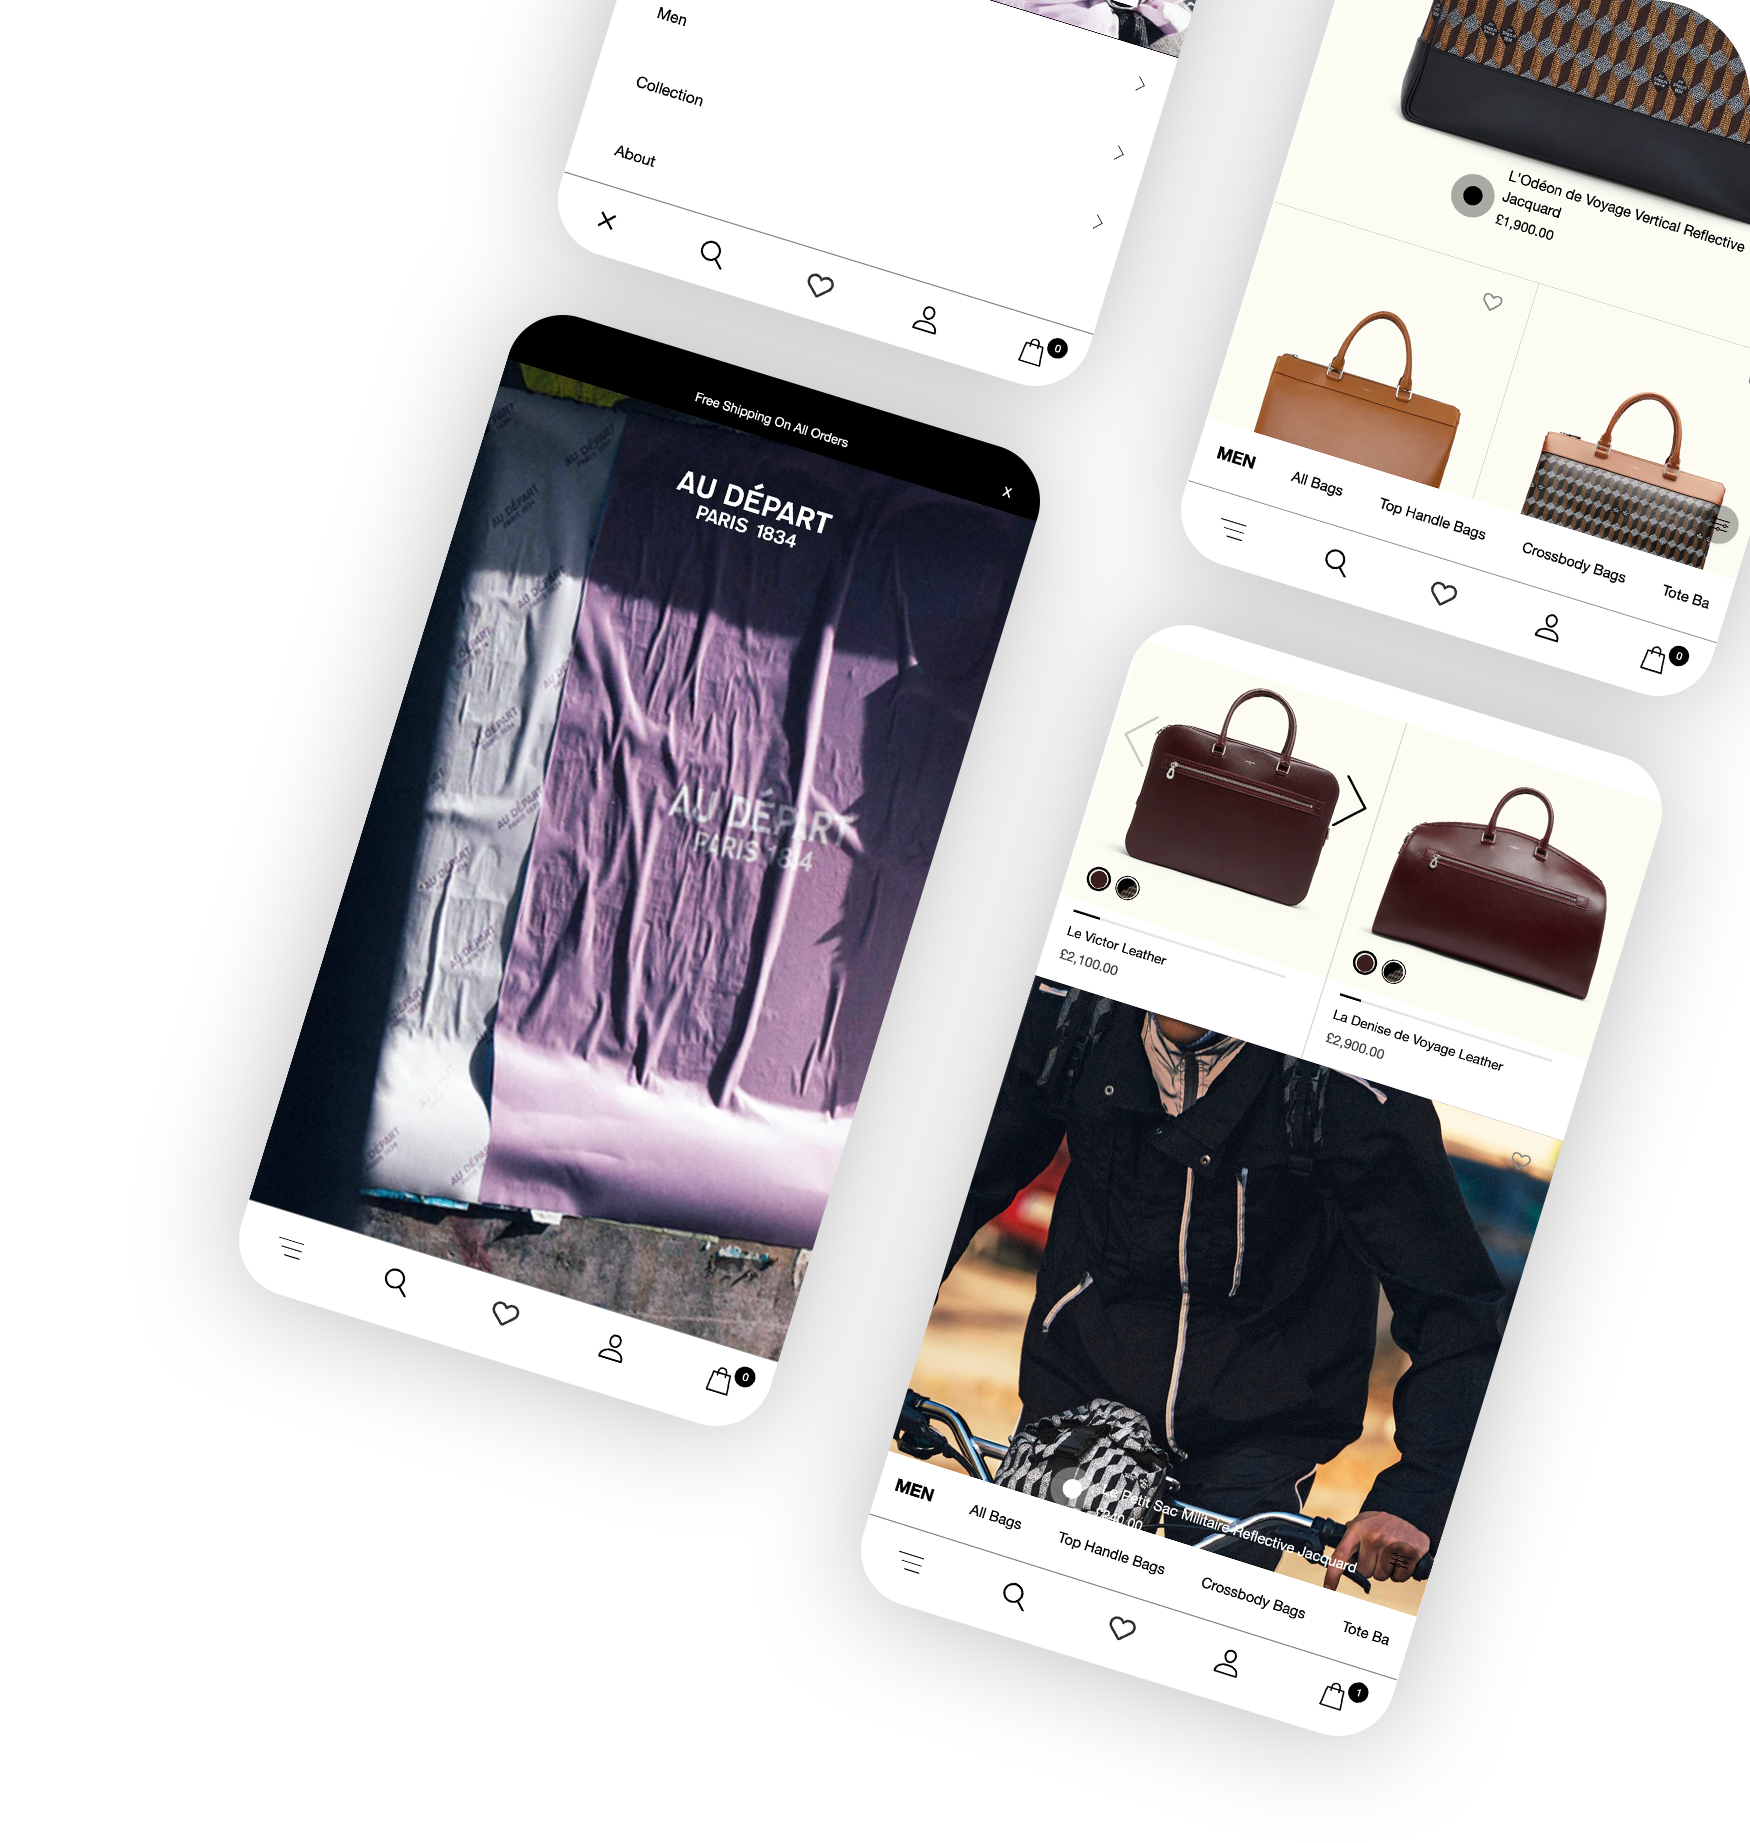 Men
Collection
About
0
L'Odéon de Voyage Vertical Reflective
Jacquard
£1,900.00
MEN
All Bags
Top Handle Bags
Crossbody Bags
Tote Ba
0
Free Shipping On All Orders
x
AU DÉPART
PARIS 1834
AU DÉPART
PARIS 1834
0
Le Victor Leather
£2,100.00
La Denise de Voyage Leather
£2,900.00
Le Petit Sac Militaire Reflective Jacquard
MEN
All Bags
Top Handle Bags
Crossbody Bags
Tote Ba
1